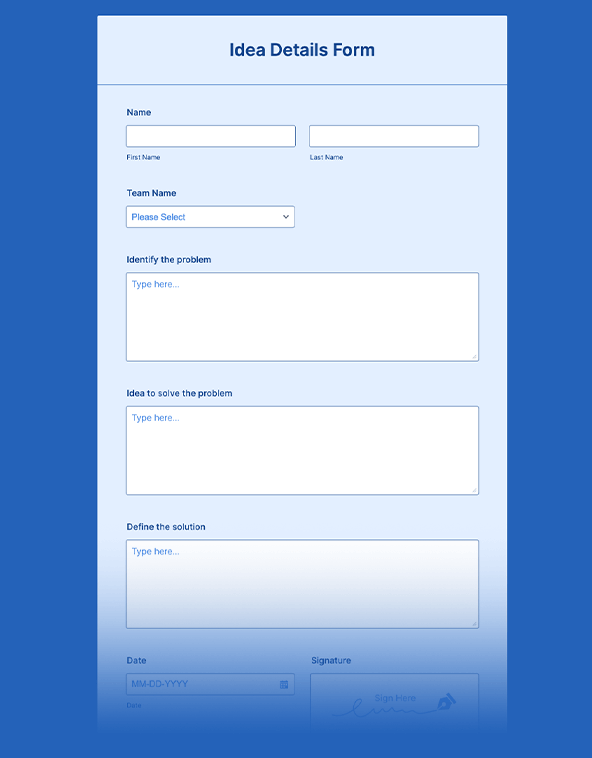 Idea Details Form
Name
First Name
Last Name
Team Name
Please Select
Identify the problem
Type here...
Idea to solve the problem
Type here...
Define the solution
Type here...
Date
Signature
MM-DD-YYYY
Sign Here
Date